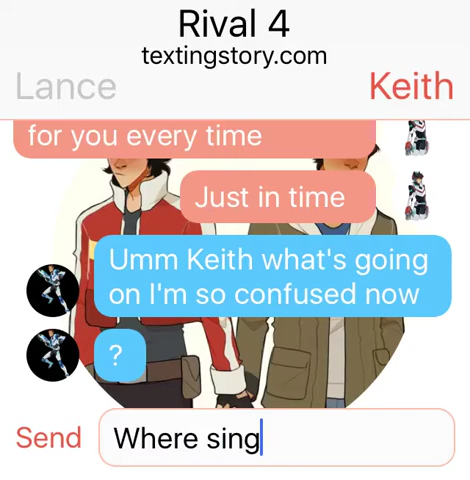 Rival 4
textingstory.com
Lance
Keith
for you every time
Just in time
Umm Keith what's going
on I'm so confused now
?
Send
Where sing